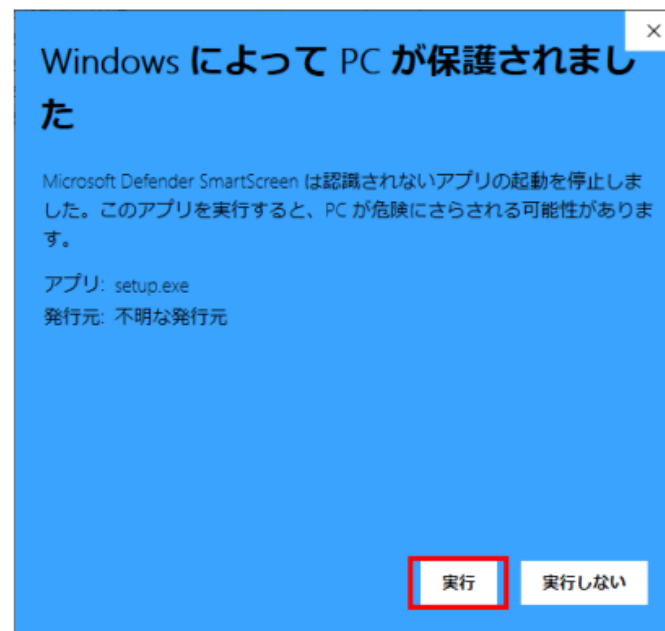 Windows によって PC が保護されまし
た
Microsoft Defender SmartScreen は認識されないアプリの起動を停止しま
した。このアプリを実行すると、PC が危険にさらされる可能性がありま
す。
アプリ: setup.exe
発行元: 不明な発行元
実行 実行しない